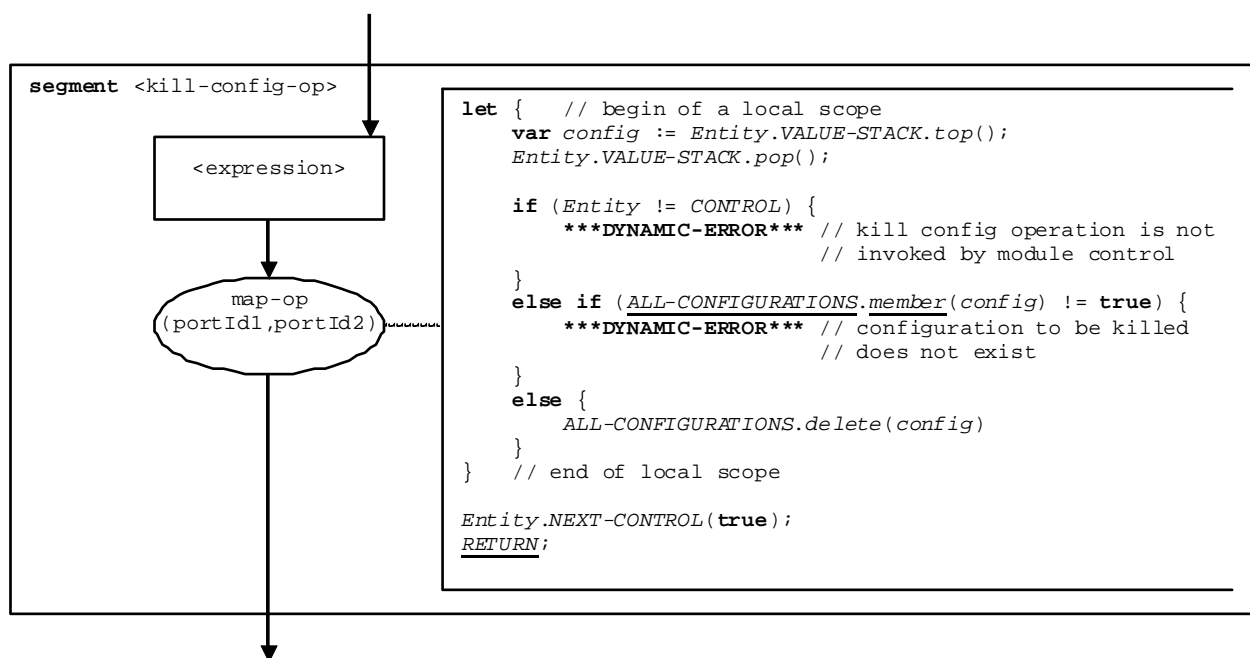 segment <kill-config-op>
<expression>
map-op
(portId1,portId2)
let {   // begin of a local scope
    var config := Entity.VALUE-STACK.top();
    Entity.VALUE-STACK.pop();
    if (Entity != CONTROL) {
        ***DYNAMIC-ERROR*** // kill config operation is not
                            // invoked by module control
    }
    else if (ALL-CONFIGURATIONS.member(config) != true) {
        ***DYNAMIC-ERROR*** // configuration to be killed
                            // does not exist
    }
    else {
        ALL-CONFIGURATIONS.delete(config)
    }
}   // end of local scope
Entity.NEXT-CONTROL(true);
RETURN;